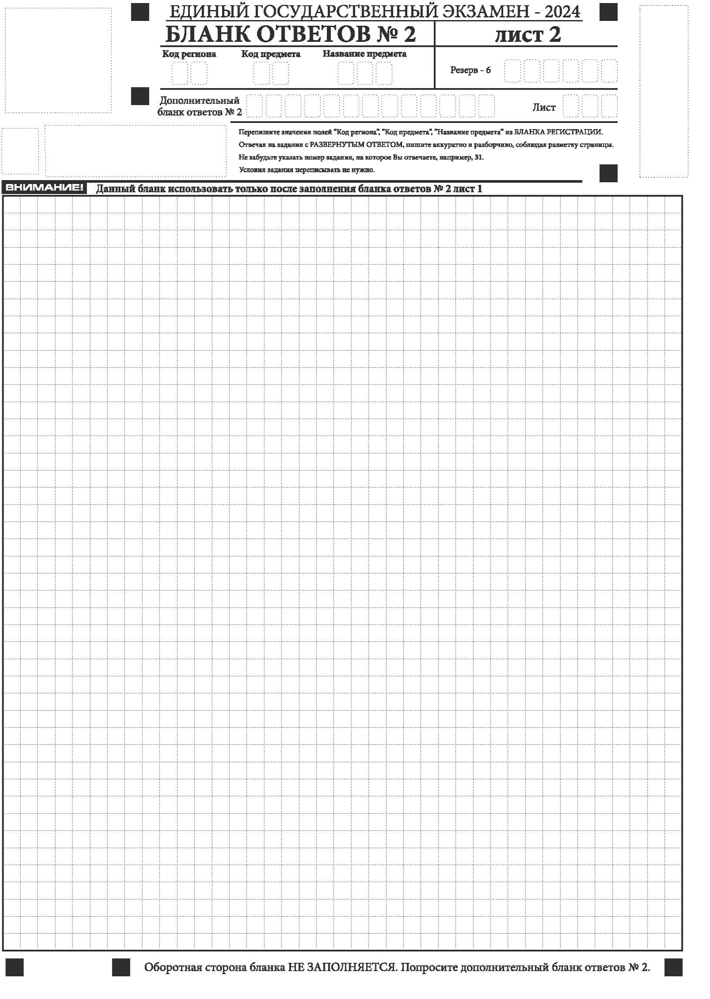 ЕДИНЫЙ ГОСУДАРСТВЕННЫЙ ЭКЗАМЕН - 2024
БЛАНК ОТВЕТОВ № 2
лист 2
Код региона
Код предмета
Название предмета
Резерв - 6
Дополнительный
бланк ответов № 2
Лист
Перепишите значения полей “Код региона”, “Код предмета”, ”Название предмета” из БЛАНКА РЕГИСТРАЦИИ.
Отвечая на задания с РАЗВЕРНУТЫМ ОТВЕТОМ, пишите аккуратно и разборчиво, соблюдая разметку страницы.
Не забудьте указать номер задания, на которое Вы отвечаете, например, 31.
Условия задания переписывать не нужно.
ВНИМАНИЕ!
Данный бланк использовать только после заполнения бланка ответов № 2 лист 1
Оборотная сторона бланка НЕ ЗАПОЛНЯЕТСЯ. Попросите дополнительный бланк ответов № 2.